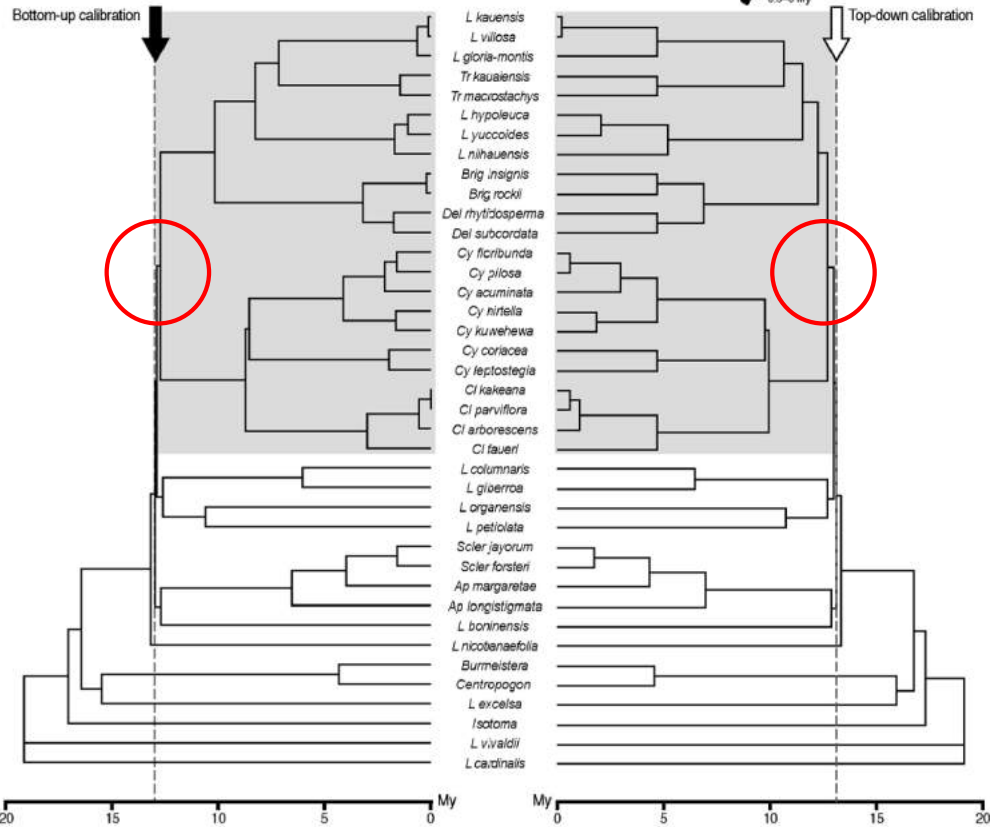 Bottom-up calibration
Top-down calibration
L kauensis
L villosa
L gloria-montis
Tr kauaiensis
Tr macrostachys
L hypoleuca
L yuccoides
L niihauensis
Brig insignis
Brig rockii
Del rhytidosperma
Del subcordata
Cy floribunda
Cy pilosa
Cy acuminata
Cy hirtella
Cy kuwehewa
Cy coriacea
Cy leptostegia
Cl kakeana
Cl parviflora
Cl arborescens
Cl faueri
L columnaris
L giberroa
L organensis
L petiolata
Scler jayorum
Scler forsteri
Ap margaretae
Ap longistigmata
L boninensis
L nicotianaefolia
Burmeistera
Centropogon
L excelsa
Isotoma
L vivaldii
L cardinalis
My My
20 15 10 5 0 0 5 10 15 20